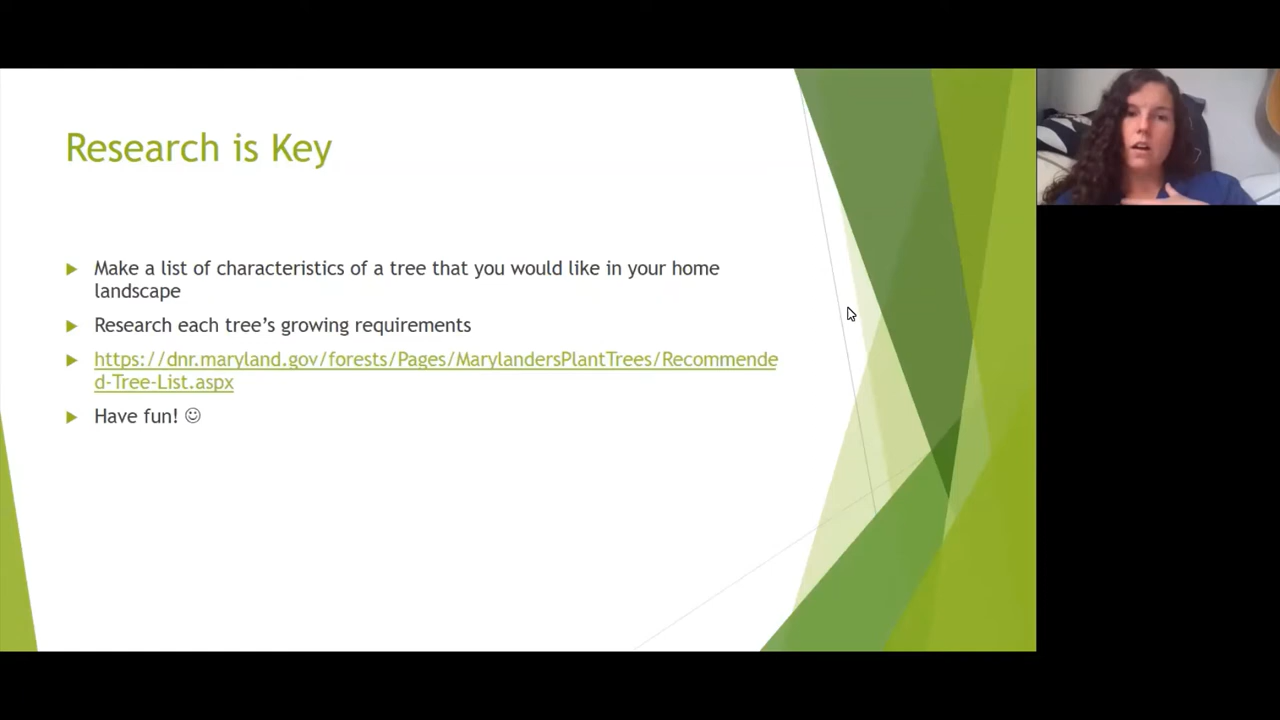 Research is Key
Make a list of characteristics of a tree that you would like in your home
landscape
Research each tree’s growing requirements
https://dnr.maryland.gov/forests/Pages/MarylandersPlantTrees/Recommende
d-Tree-List.aspx
Have fun! ☺